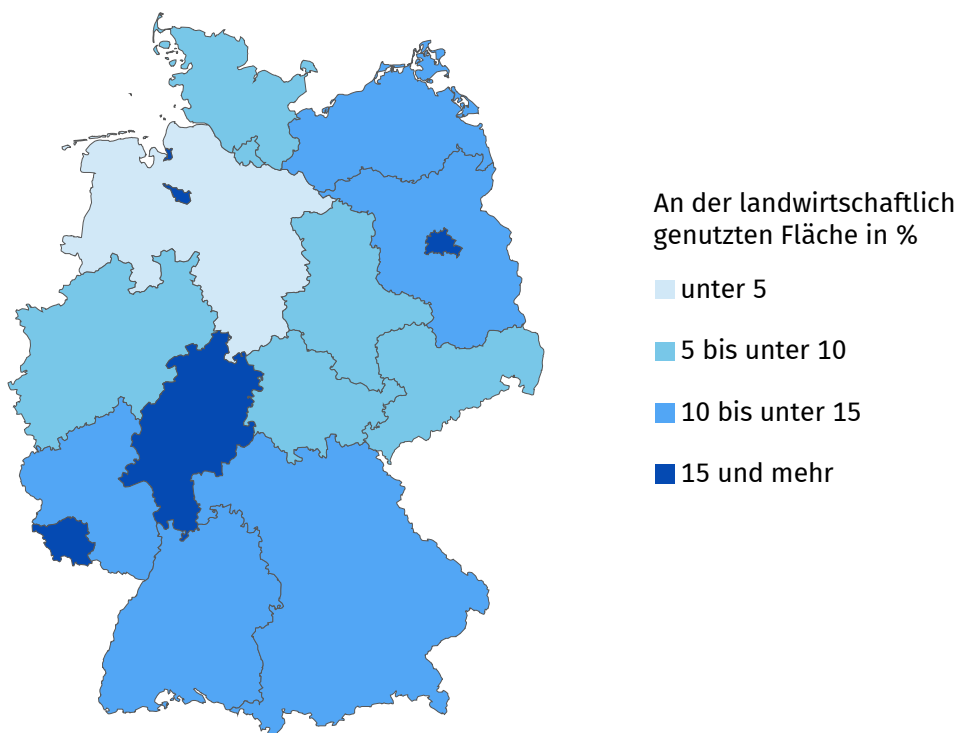 An der landwirtschaftlich
genutzten Fläche in %
unter 5
5 bis unter 10
10 bis unter 15
15 und mehr